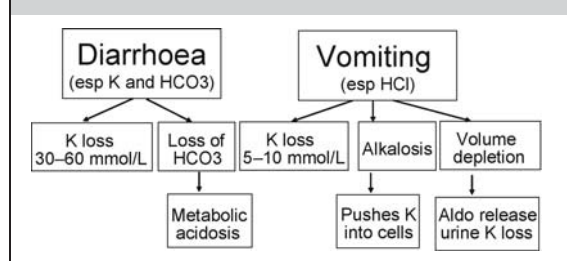 Diarrhoea
(esp K and HCO3)
Vomiting
(esp HCl)
K loss
30–60 mmol/L
Loss of
HCO3
K loss
5–10 mmol/L
Alkalosis
Volume
depletion
Metabolic
acidosis
Pushes K
into cells
Aldo release
urine K loss